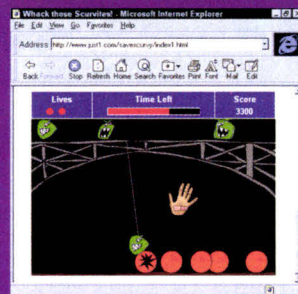 Whack those Scurvites! - Microsoft Internet Explorer
File Edit View Go Favorites Help
Address http://www.just1.com/savescurvy/index1.html
Back Forward Stop Refresh Home Search Favorites Print Font Mail Edit
Lives Time Left Score
3300